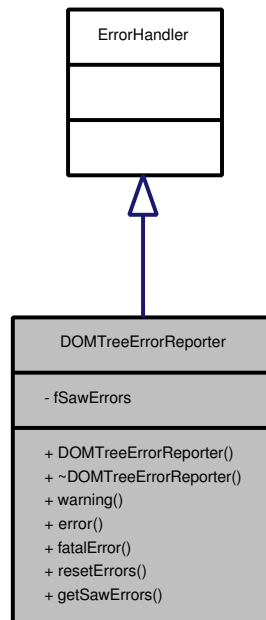 ErrorHandler
DOMTreeErrorReporter
- fSawErrors
+ DOMTreeErrorReporter()
+ ~DOMTreeErrorReporter()
+ warning()
+ error()
+ fatalError()
+ resetErrors()
+ getSawErrors()